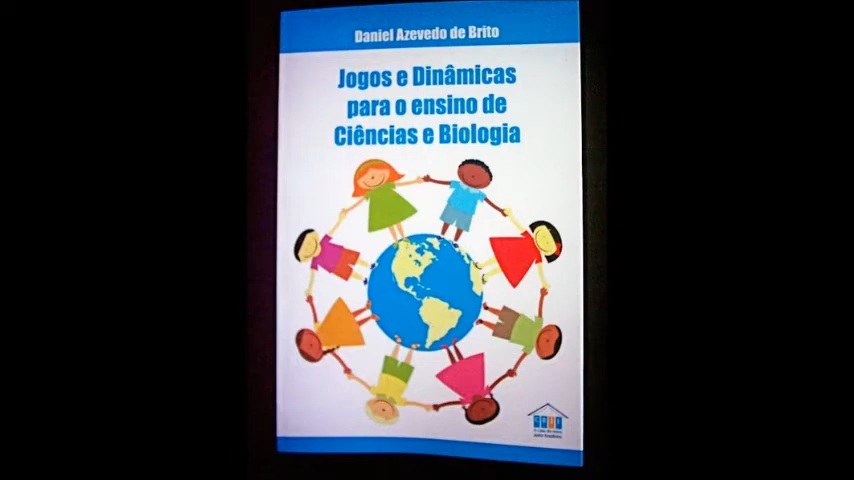 Daniel Azevedo de Brito
Jogos e Dinâmicas
para o ensino de
Ciências e Biologia